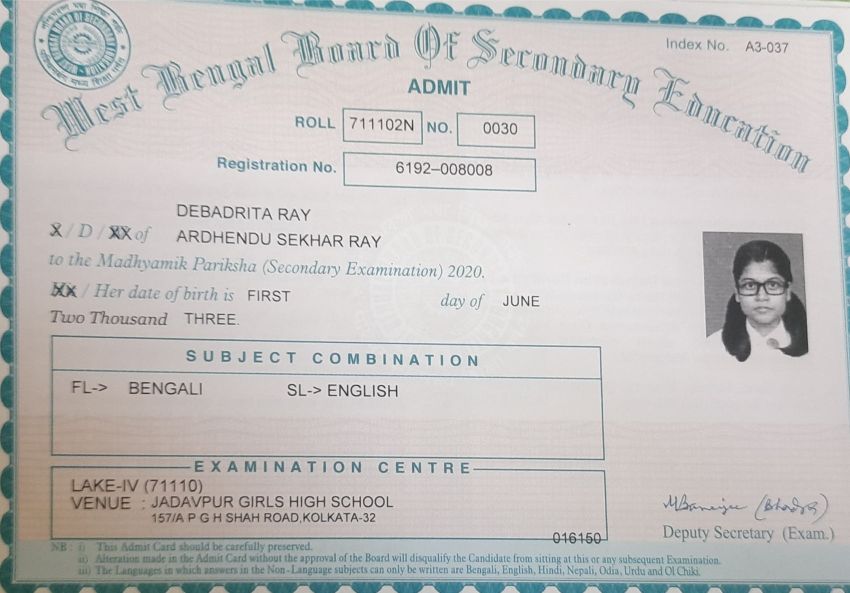 West Bengal Board Of Secondary Education
Index No. A3-037
ADMIT
ROLL 711102N NO. 0030
Registration No. 6192–008008
DEBADRITA RAY
/ D / of ARDHENDU SEKHAR RAY
to the Madhyamik Pariksha (Secondary Examination) 2020.
/ Her date of birth is FIRST day of JUNE
Two Thousand THREE.
SUBJECT COMBINATION
FL-> BENGALI SL-> ENGLISH
EXAMINATION CENTRE
LAKE-IV (71110)
VENUE : JADAVPUR GIRLS HIGH SCHOOL
157/A P G H SHAH ROAD,KOLKATA-32
016150
Deputy Secretary (Exam.)
NB : i) This Admit Card should be carefully preserved.
ii) Alteration made in the Admit Card without the approval of the Board will disqualify the Candidate from sitting at this or any subsequent Examination.
iii) The Languages in which answers in the Non-Language subjects can only be written are Bengali, English, Hindi, Nepali, Odia, Urdu and Ol Chiki.